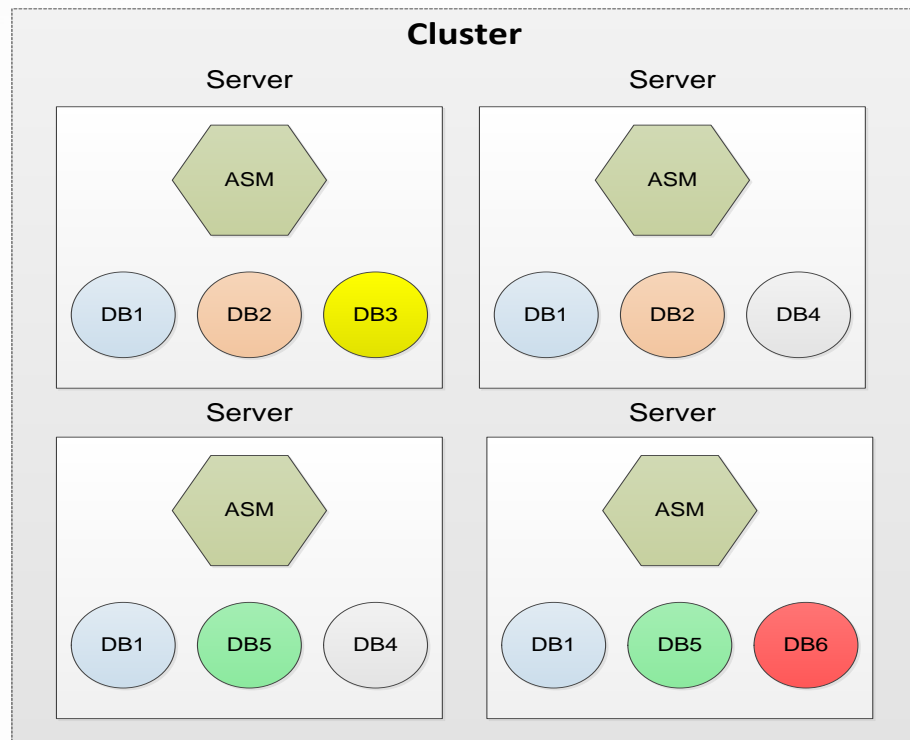 Cluster
Server
Server
ASM
ASM
DB1 DB2 DB3
DB1 DB2 DB4
Server
Server
ASM
ASM
DB1 DB5 DB4
DB1 DB5 DB6